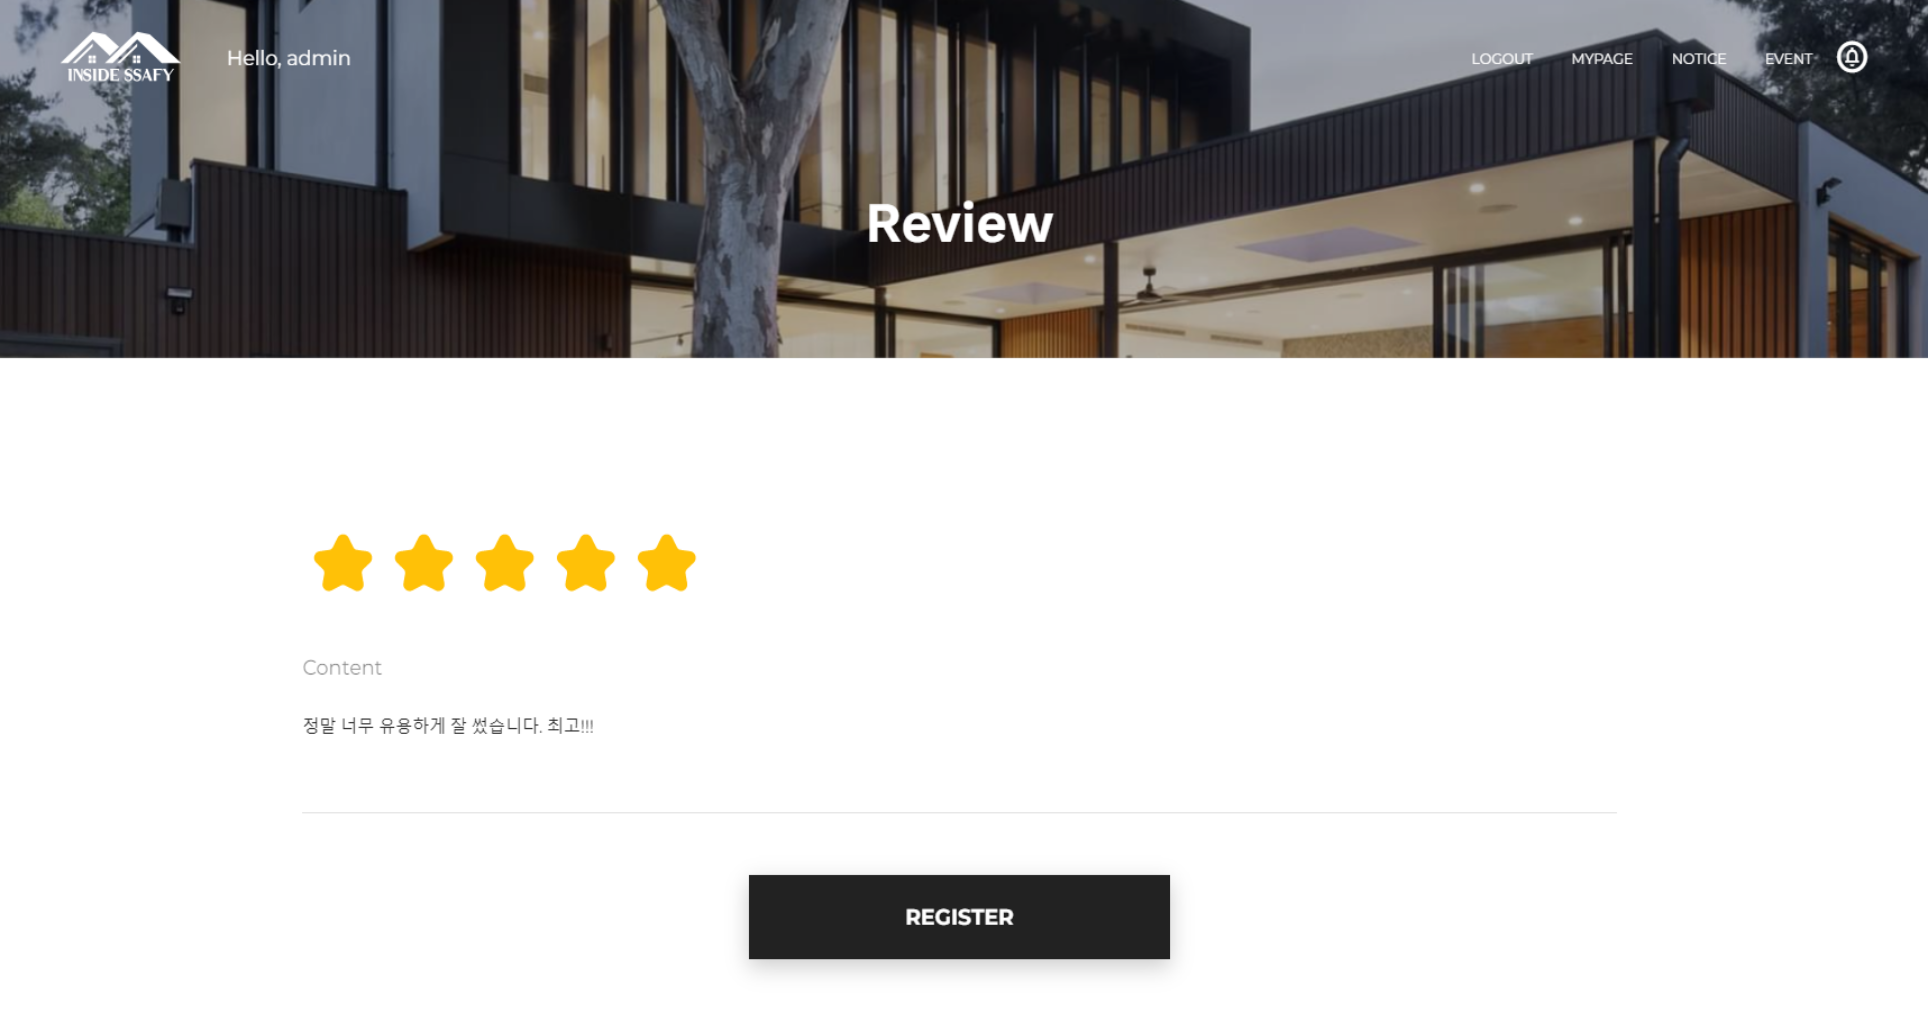 INSIDE SSAFY
Hello, admin
LOGOUT MYPAGE NOTICE EVENT
Review
Content
정말 너무 유용하게 잘 썼습니다. 최고!!!
REGISTER